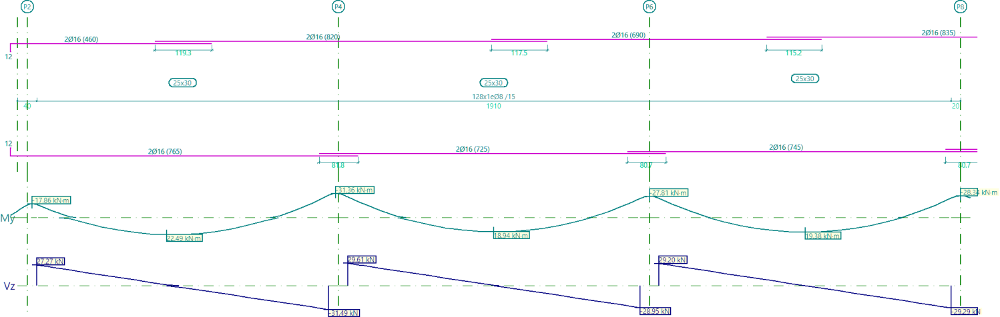 P2 P4 P6 P8
2Ø16 (460) 2Ø16 (820) 2Ø16 (690) 2Ø16 (835)
12 119.3 117.5 115.2
25x30 25x30 25x30
128x1eØ8 /15
40 1910 20
12 2Ø16 (765) 2Ø16 (725) 2Ø16 (745)
81.8 80.7 80.7
-17.86 kN·m -31.36 kN·m -27.81 kN·m -28.34 kN·m
My
22.49 kN·m 18.94 kN·m 19.38 kN·m
27.27 kN 29.61 kN 29.20 kN
Vz
-31.49 kN -28.95 kN -29.29 kN